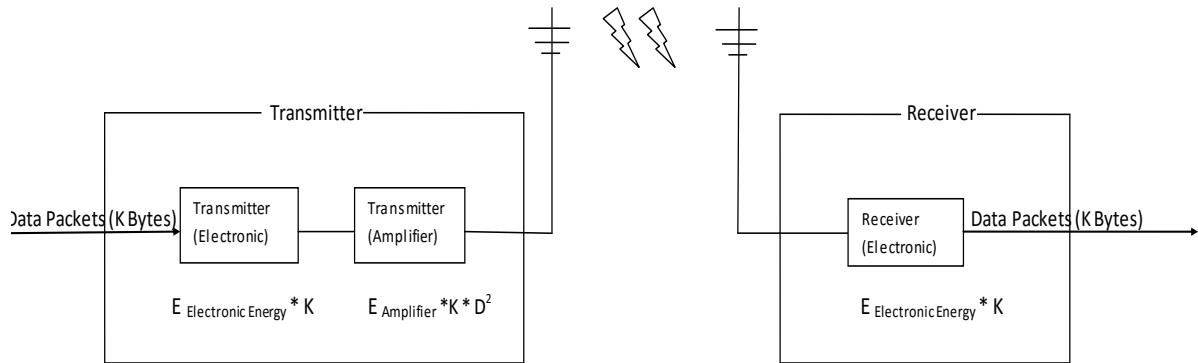 Transmitter
Receiver
Data Packets (K Bytes)
Transmitter
(Electronic)
Transmitter
(Amplifier)
Receiver
(Electronic)
Data Packets (K Bytes)
E Electronic Energy * K
E Amplifier *K * D²
E Electronic Energy * K